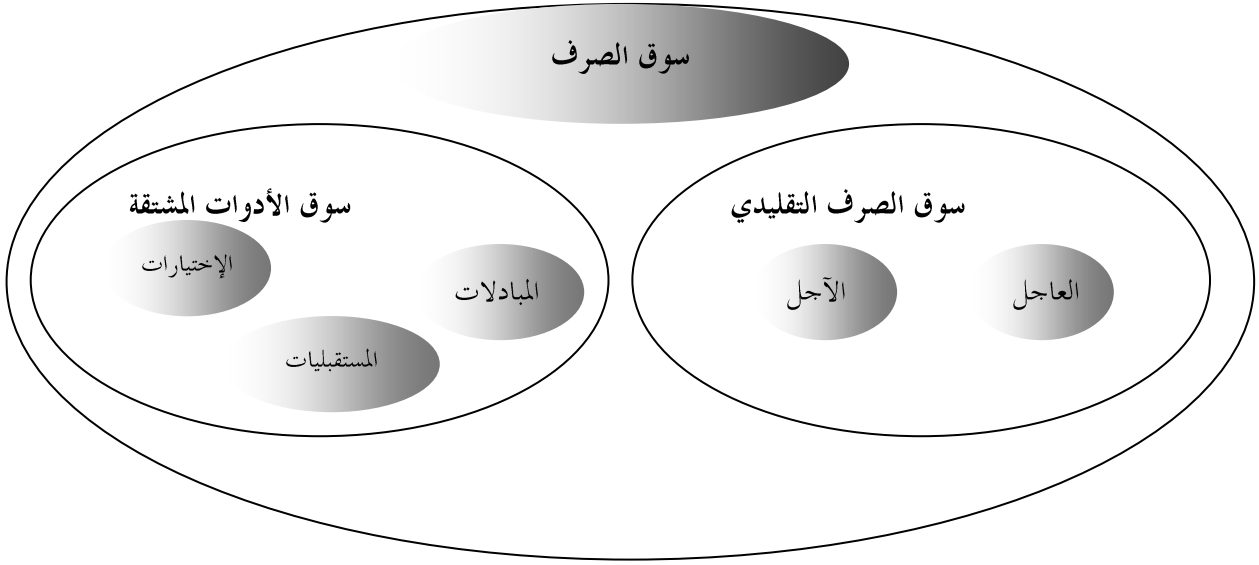 سوق الصرف
سوق الصرف التقليدي
العاجل
الآجل
سوق الأدوات المشتقة
المبادلات
الإختيارات
المستقبليات